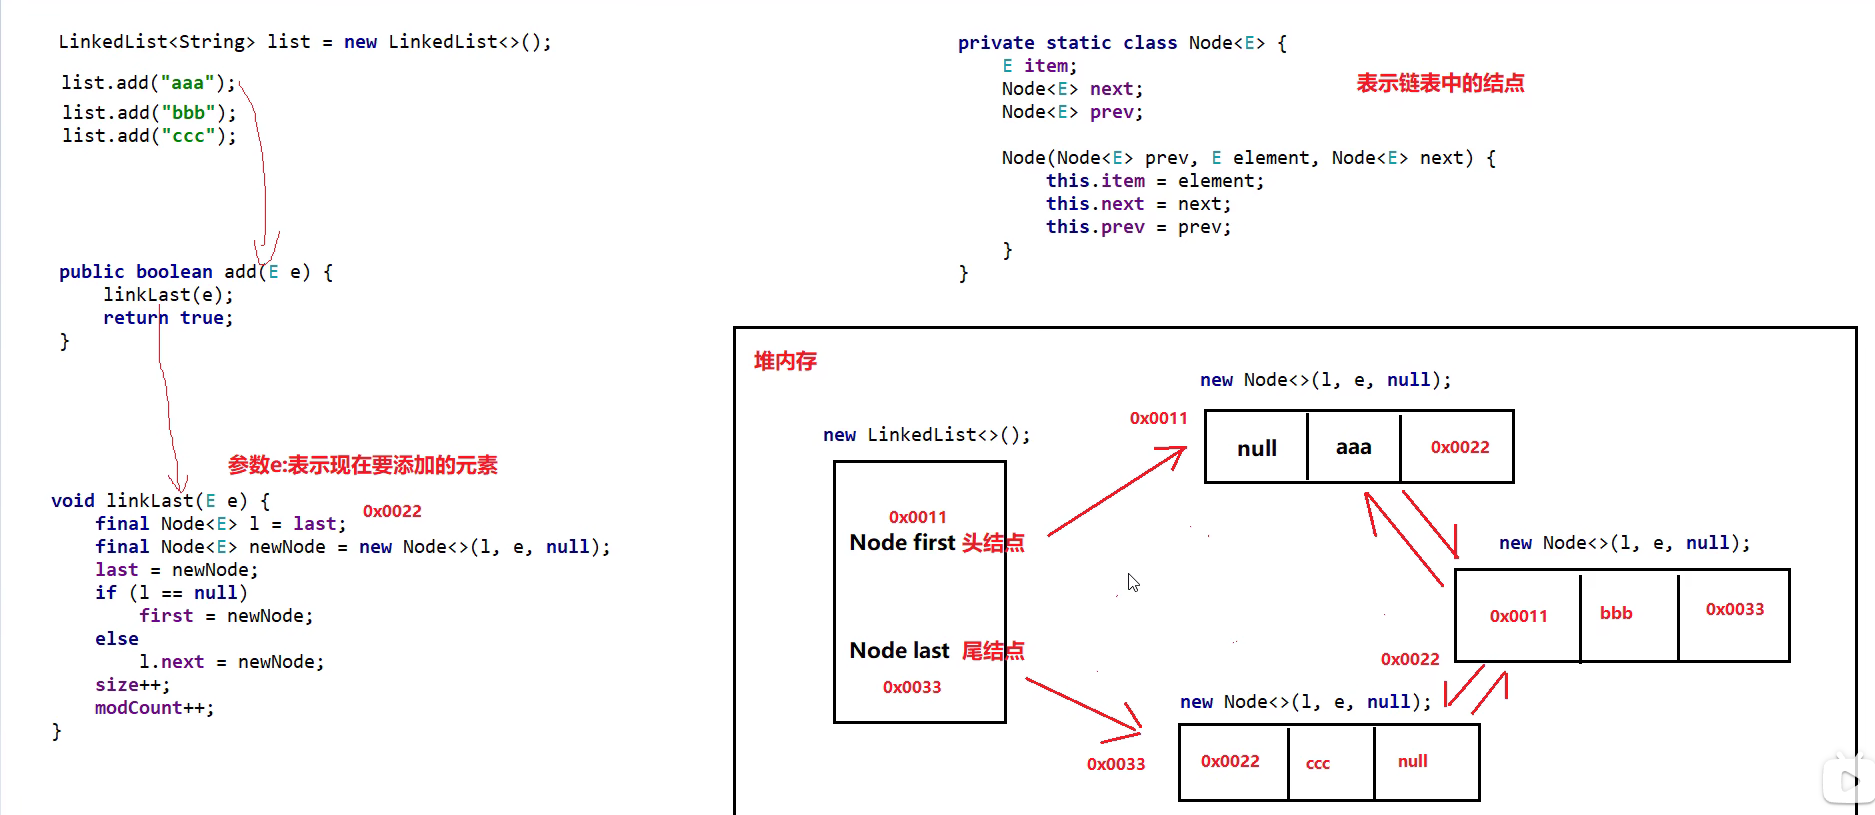 LinkedList<String> list = new LinkedList<>();
list.add("aaa");
list.add("bbb");
list.add("ccc");
public boolean add(E e) {
    linkLast(e);
    return true;
}
参数e:表示现在要添加的元素
void linkLast(E e) {
    final Node<E> l = last;
0x0022
    final Node<E> newNode = new Node<>(l, e, null);
    last = newNode;
    if (l == null)
        first = newNode;
    else
        l.next = newNode;
    size++;
    modCount++;
}
private static class Node<E> {
    E item;
    Node<E> next;
    Node<E> prev;
表示链表中的结点
    Node(Node<E> prev, E element, Node<E> next) {
        this.item = element;
        this.next = next;
        this.prev = prev;
    }
}
堆内存
new LinkedList<>();
0x0011
Node first 头结点
Node last 尾结点
0x0033
new Node<>(l, e, null);
0x0011
null aaa 0x0022
new Node<>(l, e, null);
0x0011 bbb 0x0033
0x0022
new Node<>(l, e, null);
0x0033
0x0022 ccc null